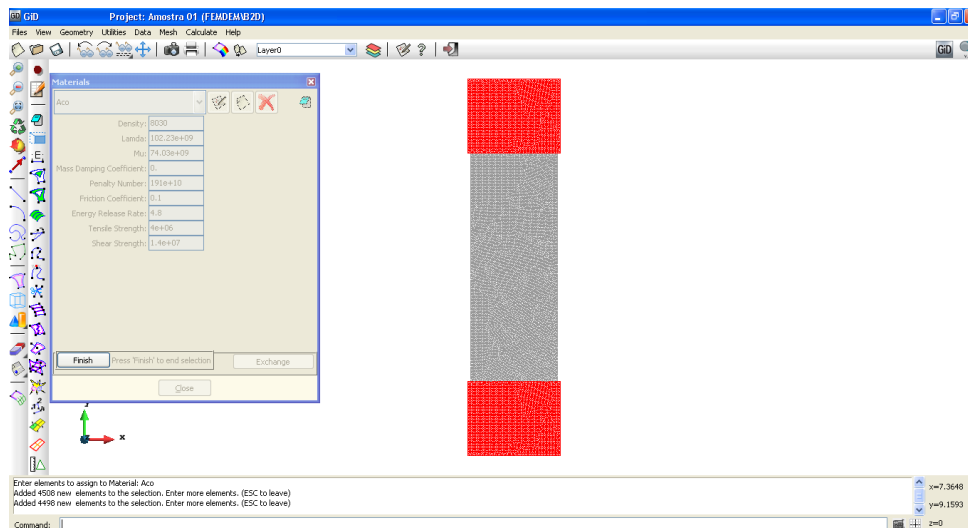 GiD Project: Amostra 01 (FEMDEM\B2D)
Files View Geometry Utilities Data Mesh Calculate Help
Layer0
GiD
Materials
Aco
Density: 8030
Lamda: 102.23e+09
Mu: 74.03e+09
Mass Damping Coefficient: 0.
Penalty Number: 191e+10
Friction Coefficient: 0.1
Energy Release Rate: 4.8
Tensile Strength: 4e+06
Shear Strength: 1.4e+07
Finish Press 'Finish' to end selection Exchange
Close
y
x
Enter elements to assign to Material: Aco
Added 4508 new elements to the selection. Enter more elements. (ESC to leave)
Added 4498 new elements to the selection. Enter more elements. (ESC to leave)
Command:
x=7.3648
y=9.1593
z=0